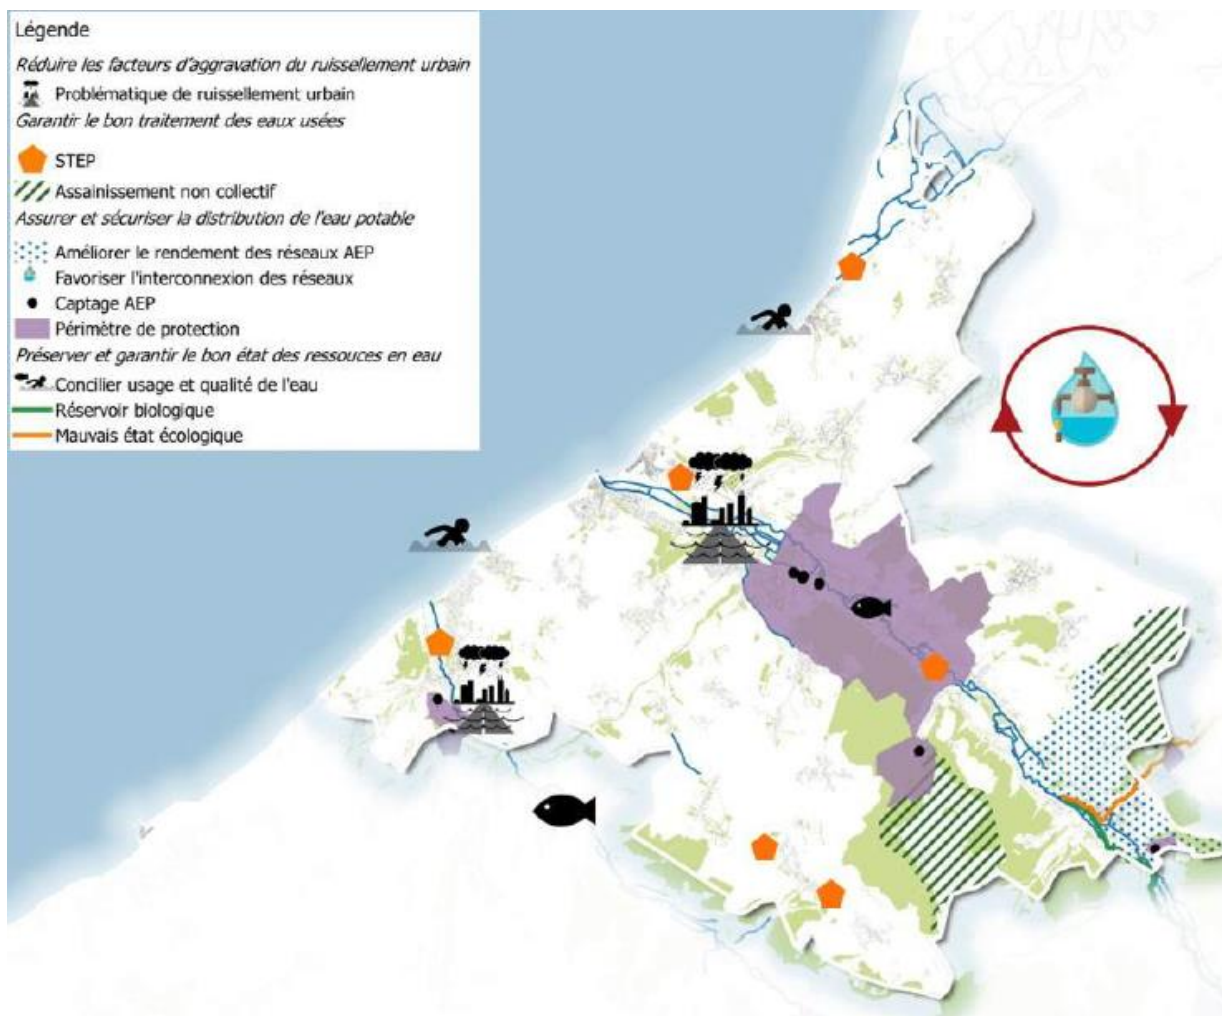 Légende
Réduire les facteurs d'aggravation du ruissellement urbain
Problématique de ruissellement urbain
Garantir le bon traitement des eaux usées
STEP
Assainissement non collectif
Assurer et sécuriser la distribution de l'eau potable
Améliorer le rendement des réseaux AEP
Favoriser l'interconnexion des réseaux
Captage AEP
Périmètre de protection
Préserver et garantir le bon état des ressouces en eau
Concilier usage et qualité de l'eau
Réservoir biologique
Mauvais état écologique